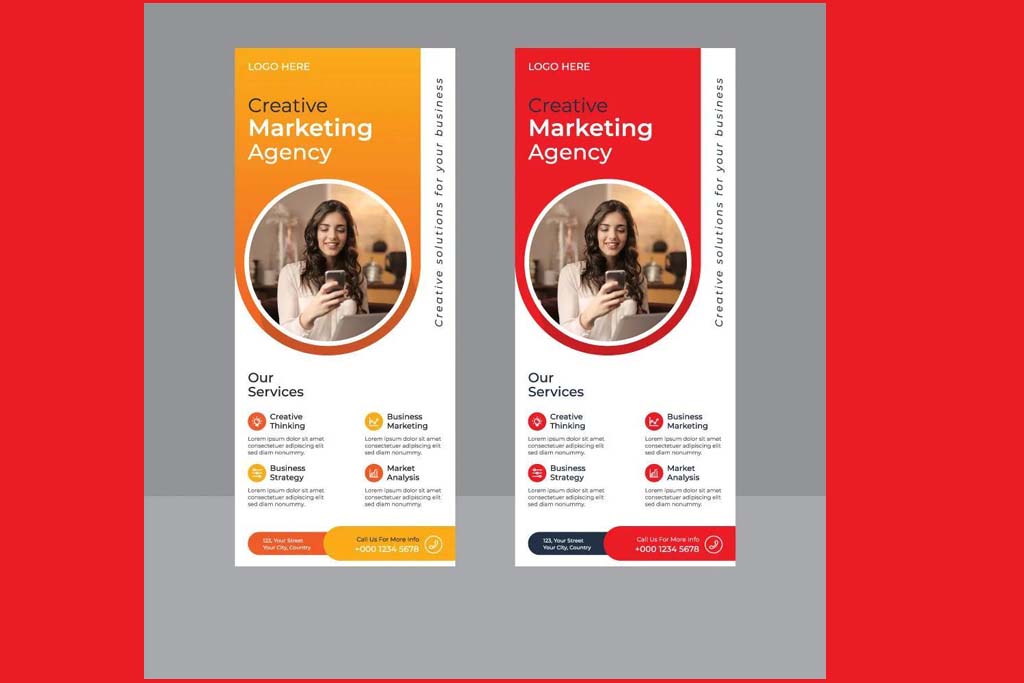 LOGO HERE
Creative
Marketing
Agency
Creative solutions for your business
Our
Services
Creative
Thinking
Lorem ipsum dolor sit amet
consectetuer adipiscing elit
sed diam nonummy.
Business
Marketing
Lorem ipsum dolor sit amet
consectetuer adipiscing elit
sed diam nonummy.
Business
Strategy
Lorem ipsum dolor sit amet
consectetuer adipiscing elit
sed diam nonummy.
Market
Analysis
Lorem ipsum dolor sit amet
consectetuer adipiscing elit
sed diam nonummy.
123, Your Street
Your City, Country
Call Us For More Info
+000 1234 5678
LOGO HERE
Creative
Marketing
Agency
Creative solutions for your business
Our
Services
Creative
Thinking
Lorem ipsum dolor sit amet
consectetuer adipiscing elit
sed diam nonummy.
Business
Marketing
Lorem ipsum dolor sit amet
consectetuer adipiscing elit
sed diam nonummy.
Business
Strategy
Lorem ipsum dolor sit amet
consectetuer adipiscing elit
sed diam nonummy.
Market
Analysis
Lorem ipsum dolor sit amet
consectetuer adipiscing elit
sed diam nonummy.
123, Your Street
Your City, Country
Call Us For More Info
+000 1234 5678